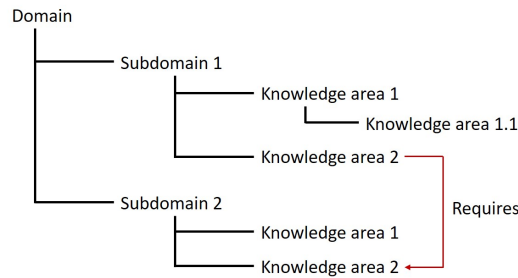 Domain
Subdomain 1
Knowledge area 1
Knowledge area 1.1
Knowledge area 2
Requires
Subdomain 2
Knowledge area 1
Knowledge area 2